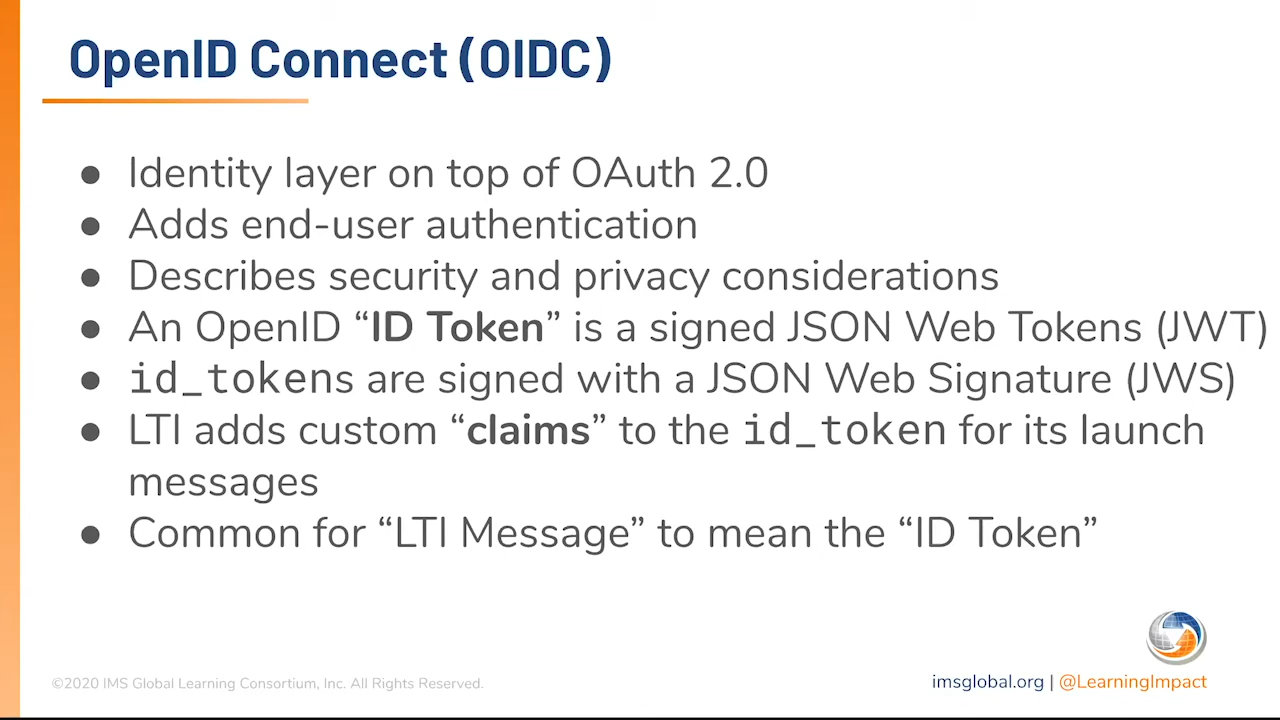 OpenID Connect (OIDC)
● Identity layer on top of OAuth 2.0
● Adds end-user authentication
● Describes security and privacy considerations
● An OpenID “ID Token” is a signed JSON Web Tokens (JWT)
● id_tokens are signed with a JSON Web Signature (JWS)
● LTI adds custom “claims” to the id_token for its launch
messages
● Common for “LTI Message” to mean the “ID Token”
©2020 IMS Global Learning Consortium, Inc. All Rights Reserved.
imsglobal.org | @LearningImpact